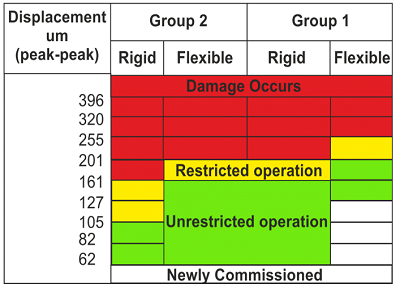 Displacement
um
(peak-peak)
Group 2
Group 1
Rigid
Flexible
Rigid
Flexible
Damage Occurs
396
320
255
201
Restricted operation
161
127
Unrestricted operation
105
82
62
Newly Commissioned